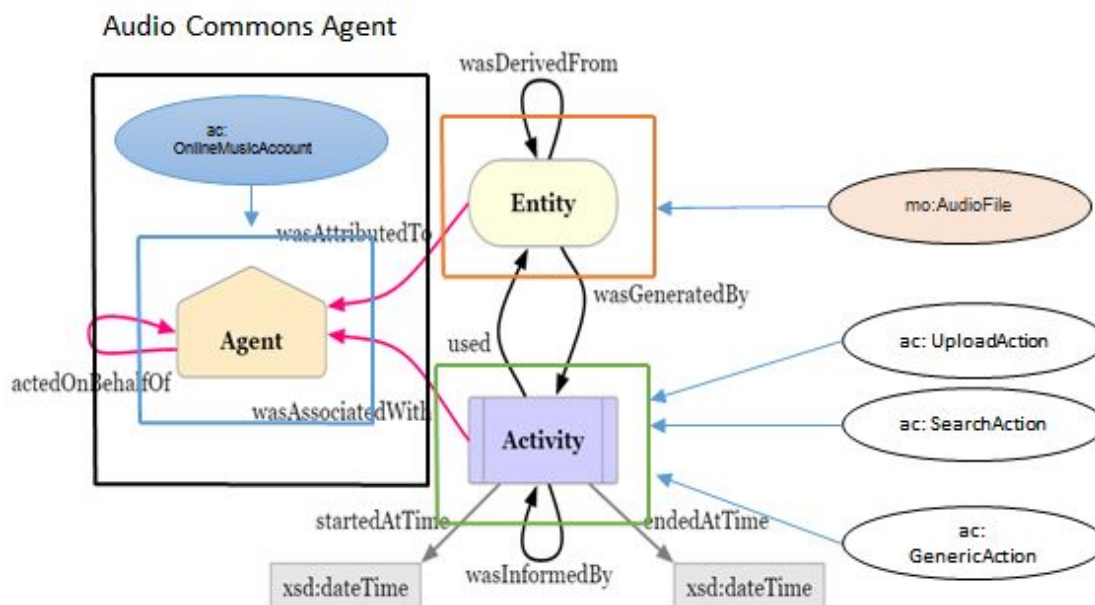 Audio Commons Agent
wasDerivedFrom
ac:
OnlineMusicAccount
Entity
mo:AudioFile
wasAttributedTo
wasGeneratedBy
Agent
used
ac: UploadAction
actedOnBehalfOf
wasAssociatedWith
ac: SearchAction
Activity
startedAtTime
endedAtTime
ac:
GenericAction
wasInformedBy
xsd:dateTime
xsd:dateTime